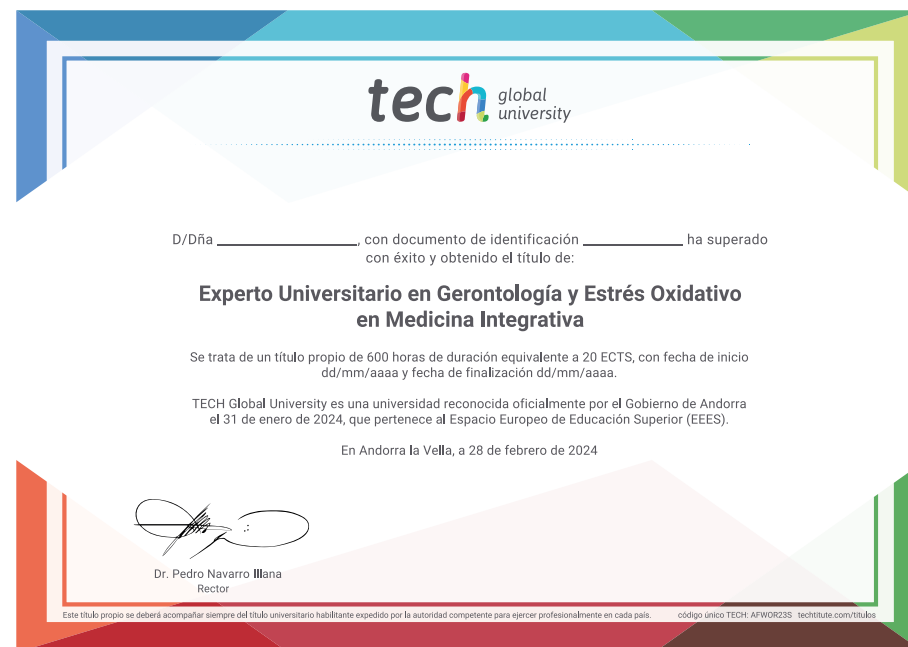 tech global university
D/Dña ____________________, con documento de identificación ______________ ha superado
con éxito y obtenido el título de:
Experto Universitario en Gerontología y Estrés Oxidativo
en Medicina Integrativa
Se trata de un título propio de 600 horas de duración equivalente a 20 ECTS, con fecha de inicio
dd/mm/aaaa y fecha de finalización dd/mm/aaaa.
TECH Global University es una universidad reconocida oficialmente por el Gobierno de Andorra
el 31 de enero de 2024, que pertenece al Espacio Europeo de Educación Superior (EEES).
En Andorra la Vella, a 28 de febrero de 2024
Dr. Pedro Navarro Illana
Rector
Este título propio se deberá acompañar siempre del título universitario habilitante expedido por la autoridad competente para ejercer profesionalmente en cada país. código único TECH: AFWOR23S techtitute.com/titulos